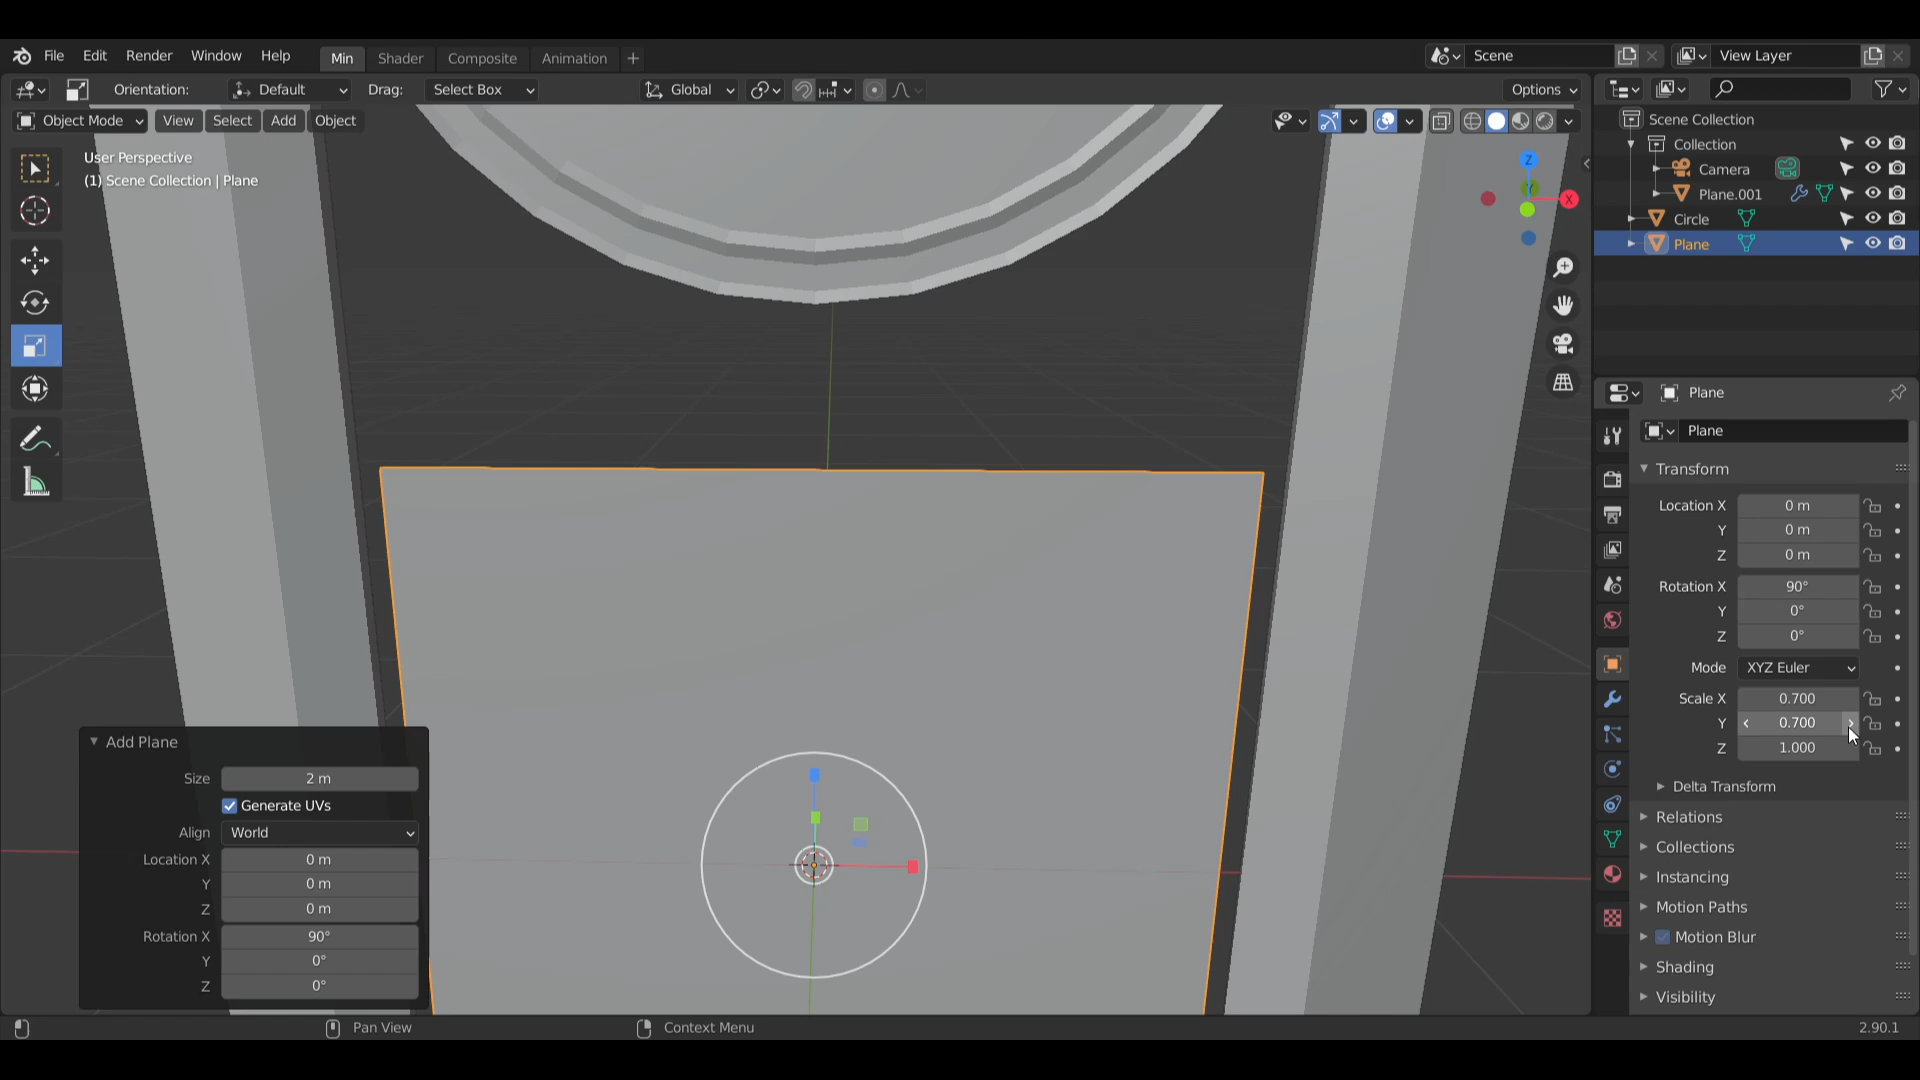 File Edit Render Window Help Min Shader Composite Animation + Scene View Layer
Orientation: Default Drag: Select Box Global Options
Object Mode View Select Add Object
User Perspective
(1) Scene Collection | Plane
Z
X
Scene Collection
Collection
Camera
Plane.001
Circle
Plane
Plane
Plane
Transform
Location X 0 m
Y 0 m
Z 0 m
Rotation X 90°
Y 0°
Z 0°
Mode XYZ Euler
Scale X 0.700
Y 0.700
Z 1.000
Delta Transform
Relations
Collections
Instancing
Motion Paths
Motion Blur
Shading
Visibility
Add Plane
Size 2 m
Generate UVs
Align World
Location X 0 m
Y 0 m
Z 0 m
Rotation X 90°
Y 0°
Z 0°
Pan View Context Menu 2.90.1